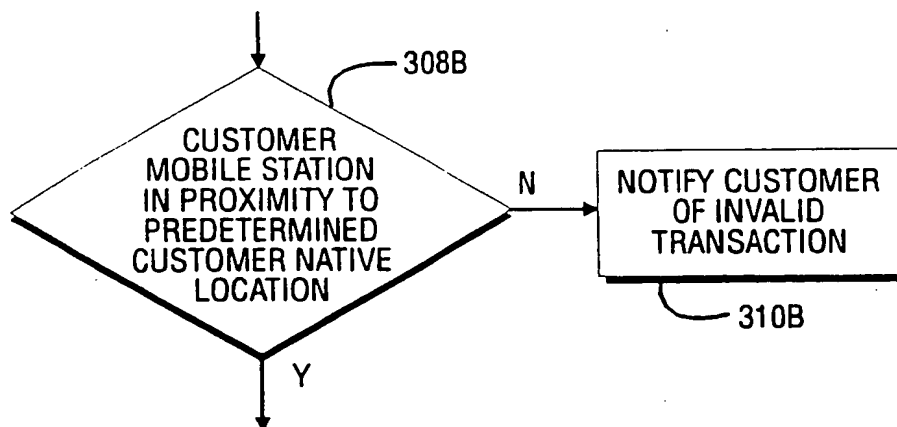 308B
CUSTOMER
MOBILE STATION
IN PROXIMITY TO
PREDETERMINED
CUSTOMER NATIVE
LOCATION
N
NOTIFY CUSTOMER
OF INVALID
TRANSACTION
310B
Y